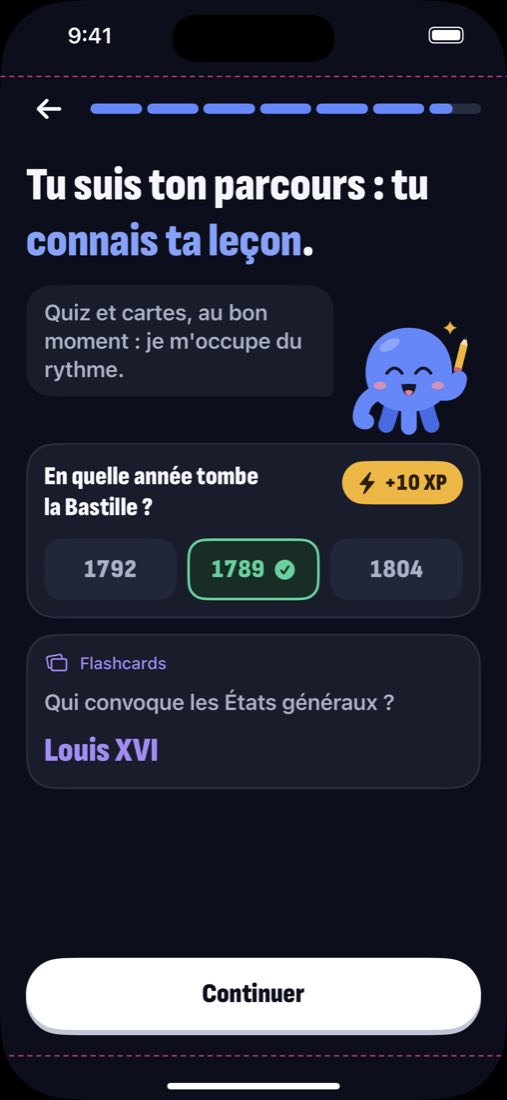 9:41
Tu suis ton parcours : tu
connais ta leçon.
Quiz et cartes, au bon
moment : je m'occupe du
rythme.
En quelle année tombe
la Bastille ?
+10 XP
1792
1789
1804
Flashcards
Qui convoque les États généraux ?
Louis XVI
Continuer